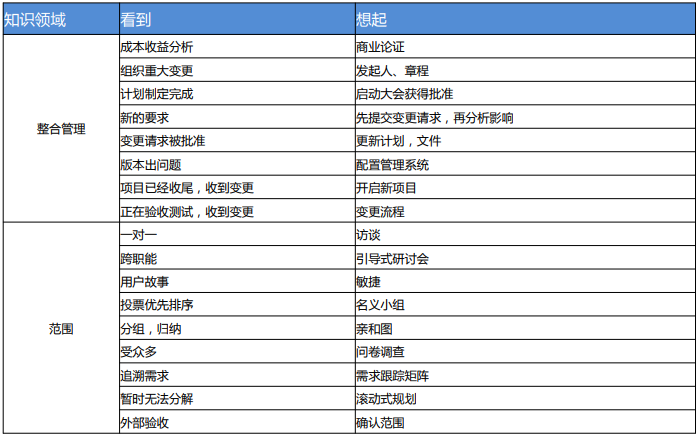 知识领域 看到 想起
整合管理
成本收益分析 商业论证
组织重大变更 发起人、章程
计划制定完成 启动大会获得批准
新的要求 先提交变更请求，再分析影响
变更请求被批准 更新计划，文件
版本出问题 配置管理系统
项目已经收尾，收到变更 开启新项目
正在验收测试，收到变更 变更流程
范围
一对一 访谈
跨职能 引导式研讨会
用户故事 敏捷
投票优先排序 名义小组
分组，归纳 亲和图
受众多 问卷调查
追溯需求 需求跟踪矩阵
暂时无法分解 滚动式规划
外部验收 确认范围